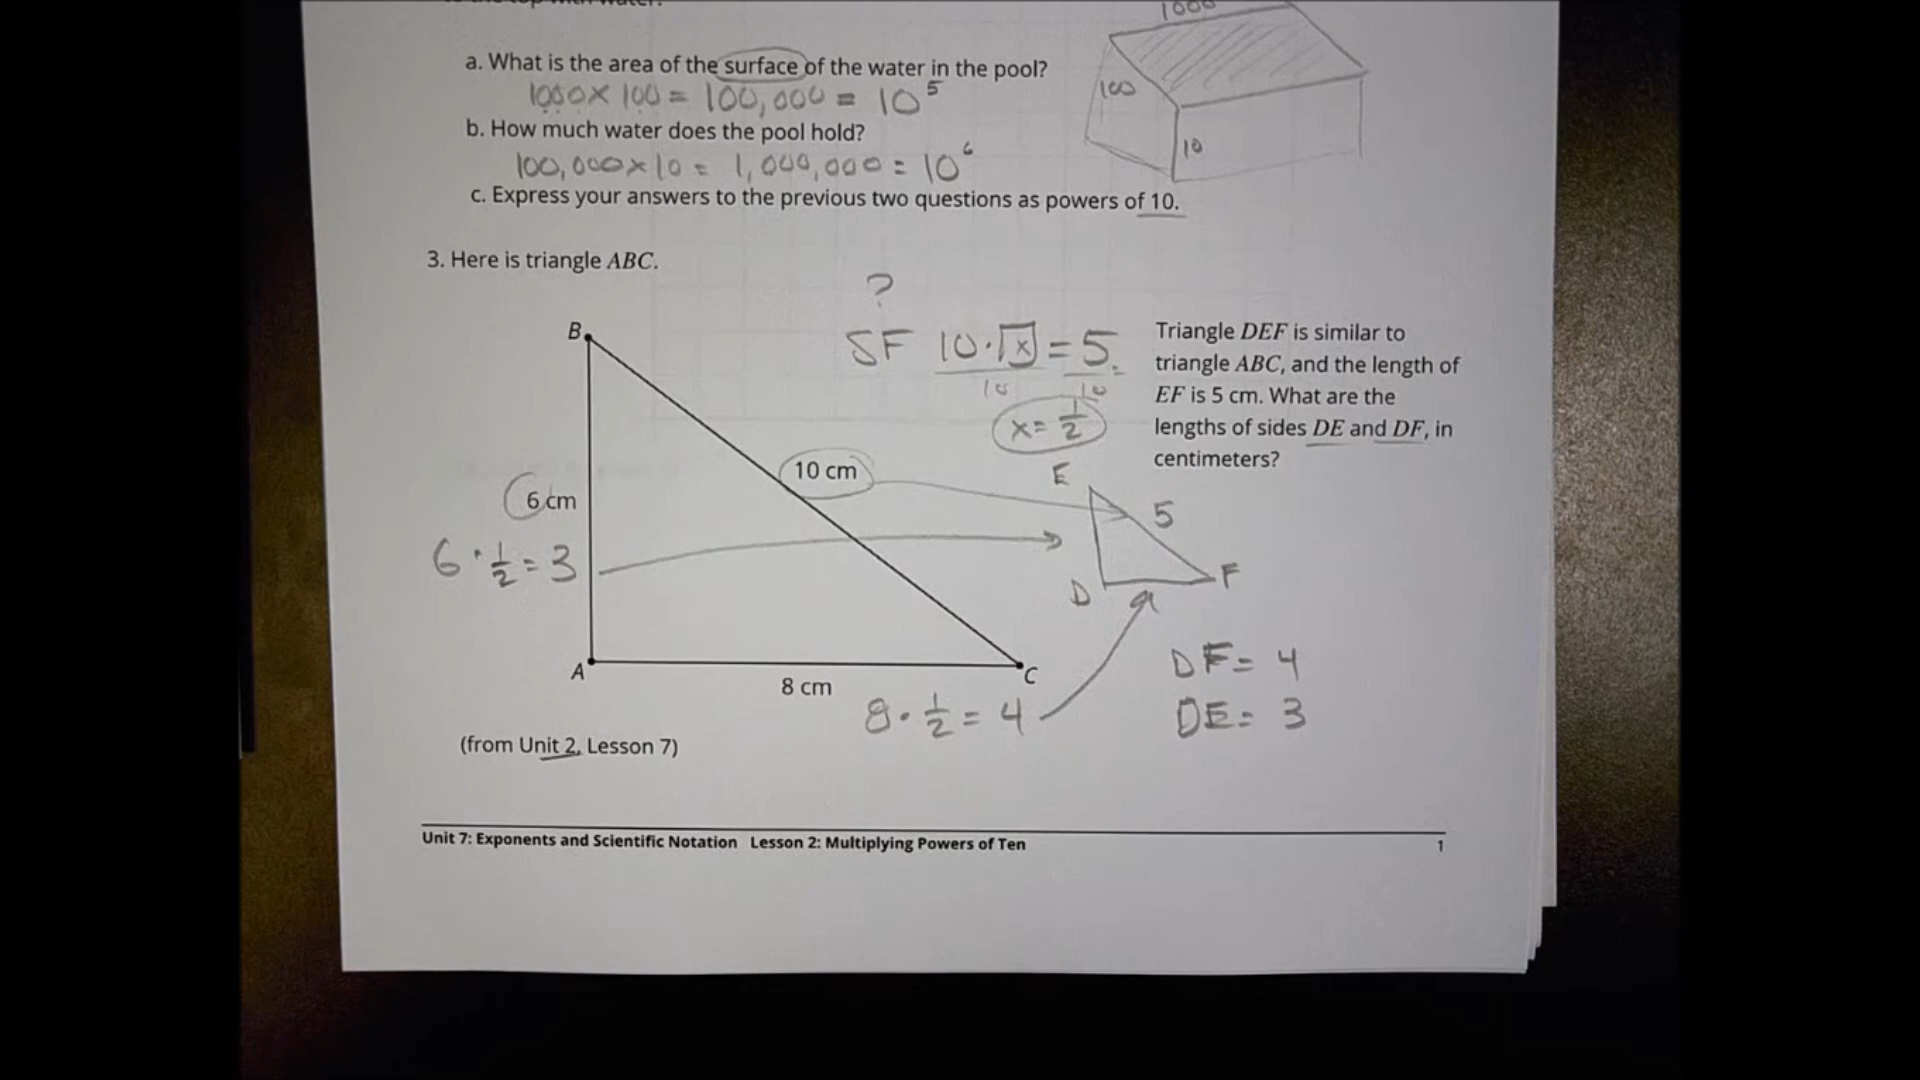 1000
a. What is the area of the surface of the water in the pool?
1000 x 100 = 100,000 = 10^5
100
b. How much water does the pool hold?
100,000 x 10 = 1,000,000 = 10^6
10
c. Express your answers to the previous two questions as powers of 10.
3. Here is triangle ABC.
?
SF 10 · x = 5
10 10
x = 1/2
Triangle DEF is similar to
triangle ABC, and the length of
EF is 5 cm. What are the
lengths of sides DE and DF, in
centimeters?
B
10 cm
6 cm
6 · 1/2 = 3
A
8 cm
C
8 · 1/2 = 4
E
5
D
F
DF = 4
DE = 3
(from Unit 2, Lesson 7)
Unit 7: Exponents and Scientific Notation Lesson 2: Multiplying Powers of Ten
1